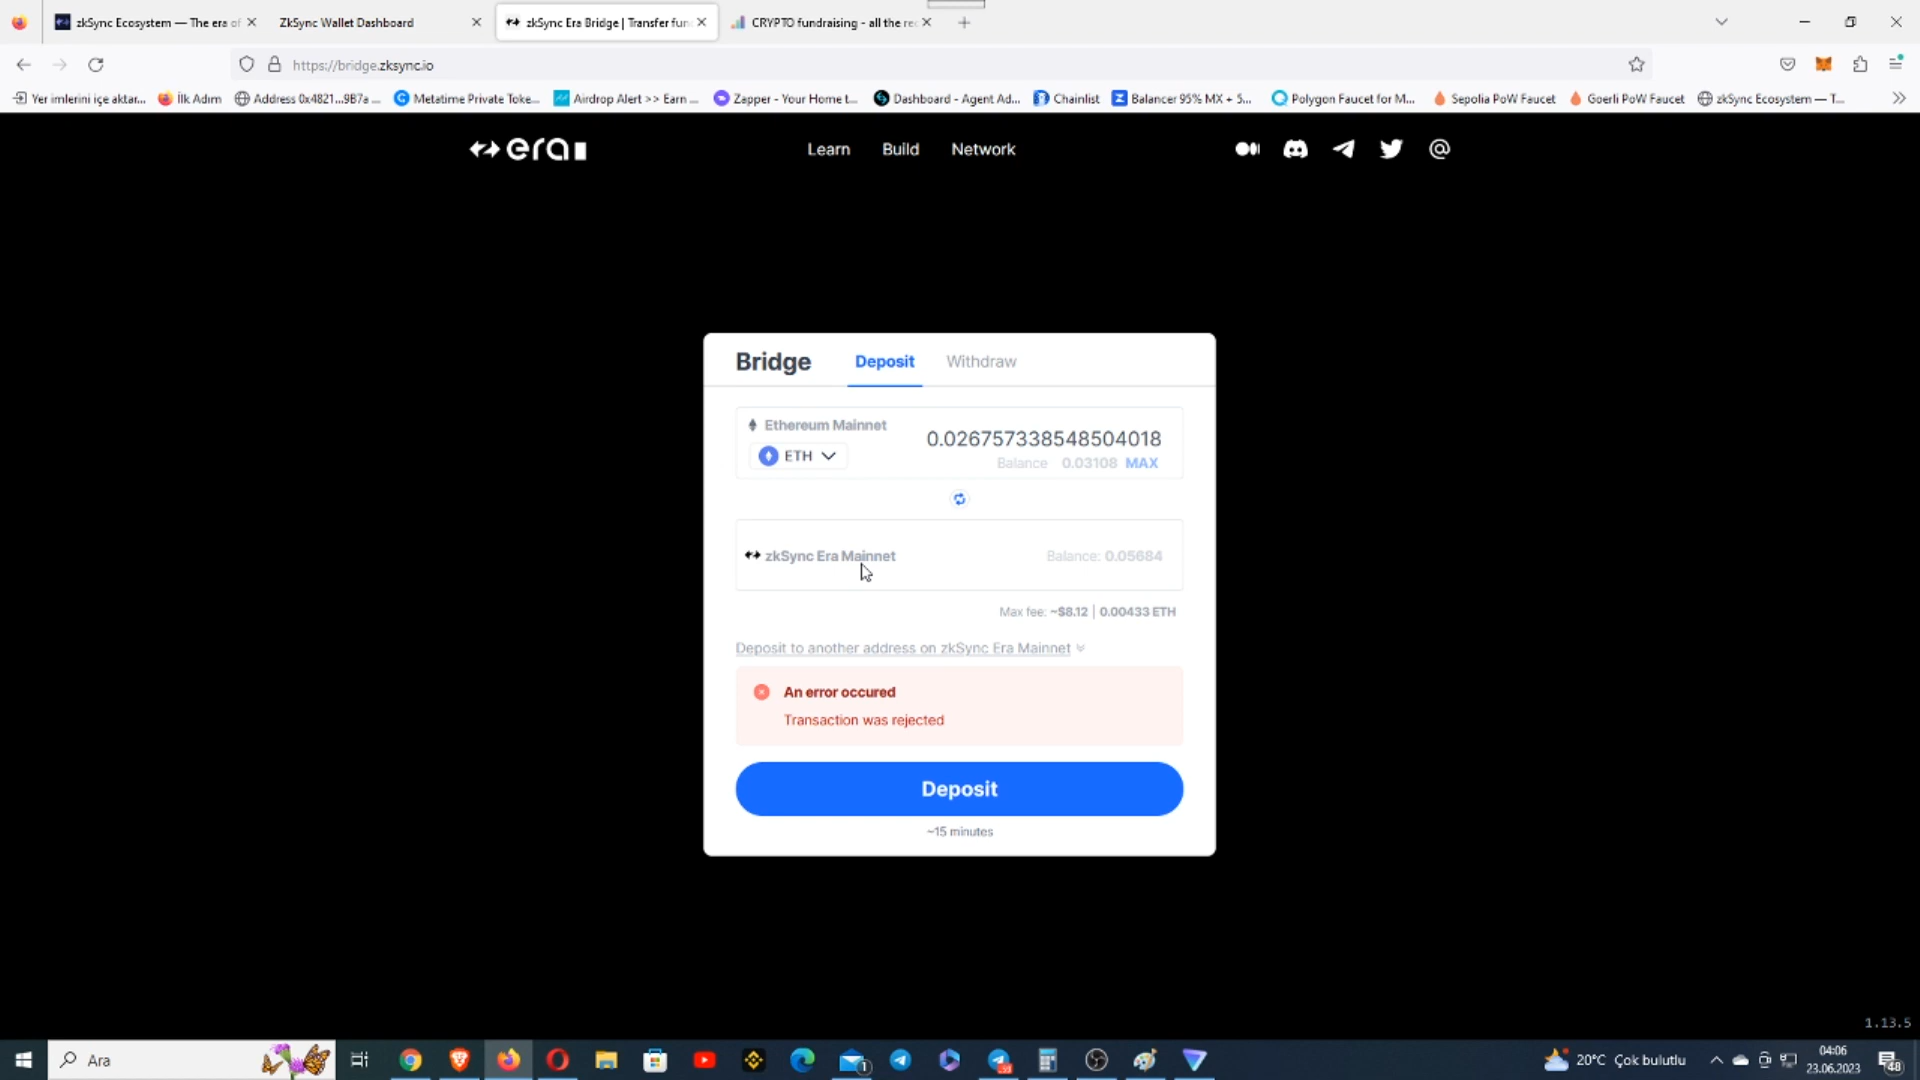 zkSync Ecosystem — The era of
ZkSync Wallet Dashboard
zkSync Era Bridge | Transfer fun
CRYPTO fundraising - all the rec
https://bridge.zksync.io
Yer imlerini içe aktar...
İlk Adım
Address 0x4821...9B7a ...
Metatime Private Toke...
Airdrop Alert >> Earn ...
Zapper - Your Home t...
Dashboard - Agent Ad...
Chainlist
Balancer 95% MX + 5...
Polygon Faucet for M...
Sepolia PoW Faucet
Goerli PoW Faucet
zkSync Ecosystem — T...
era
Learn
Build
Network
Bridge
Deposit
Withdraw
Ethereum Mainnet
0.026757338548504018
ETH
Balance 0.03108 MAX
zkSync Era Mainnet
Balance: 0.05684
Max fee: ~$8.12 | 0.00433 ETH
Deposit to another address on zkSync Era Mainnet
An error occured
Transaction was rejected
Deposit
~15 minutes
1.13.5
Ara
1
20°C Çok bulutlu
04:06
23.06.2023
48